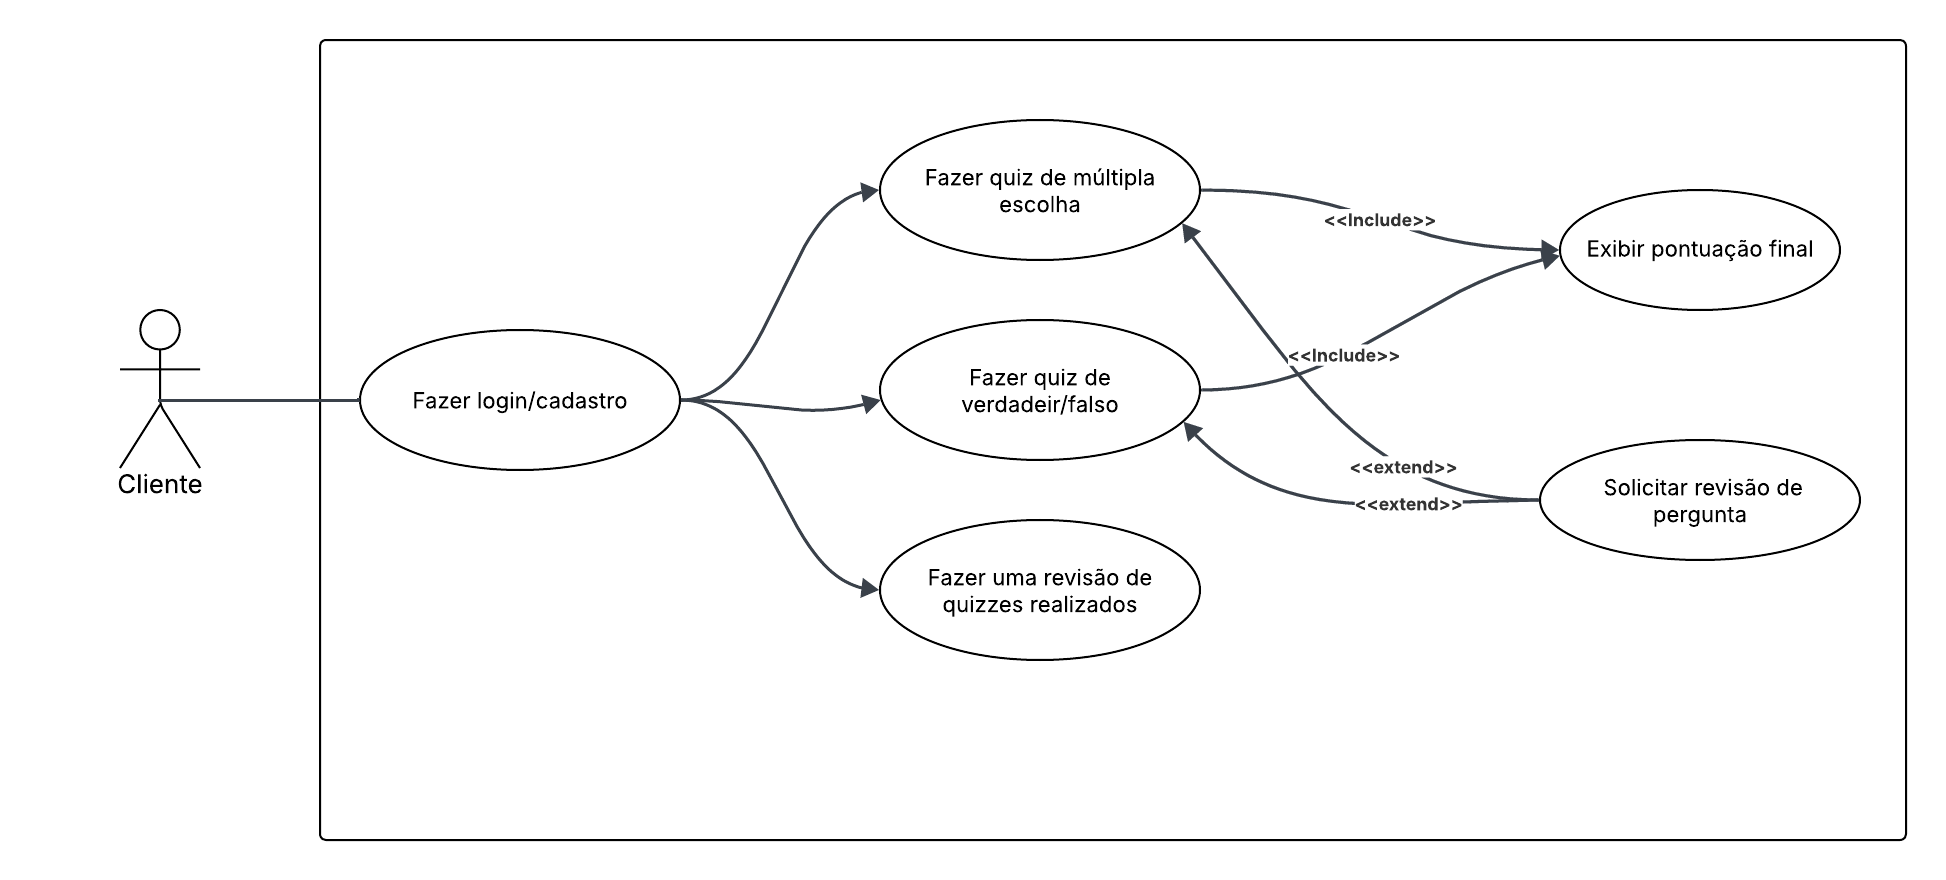 Fazer quiz de múltipla
escolha
<<Include>>
Exibir pontuação final
<<Include>>
Fazer quiz de
verdadeir/falso
Fazer login/cadastro
Cliente
<<extend>>
<<extend>>
Solicitar revisão de
pergunta
Fazer uma revisão de
quizzes realizados